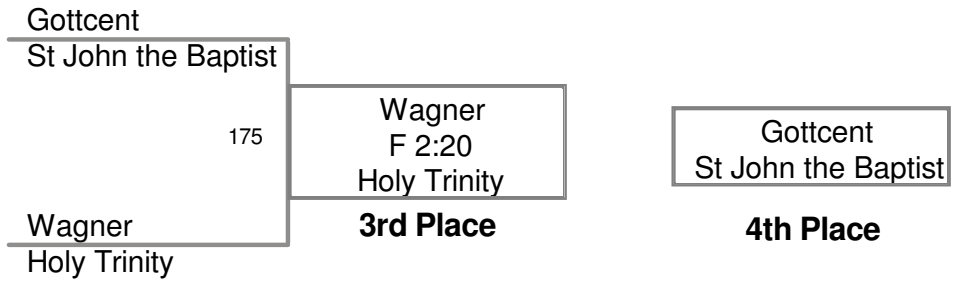 Gottcent
St John the Baptist
175
Wagner
F 2:20
Holy Trinity
3rd Place
Gottcent
St John the Baptist
4th Place
Wagner
Holy Trinity